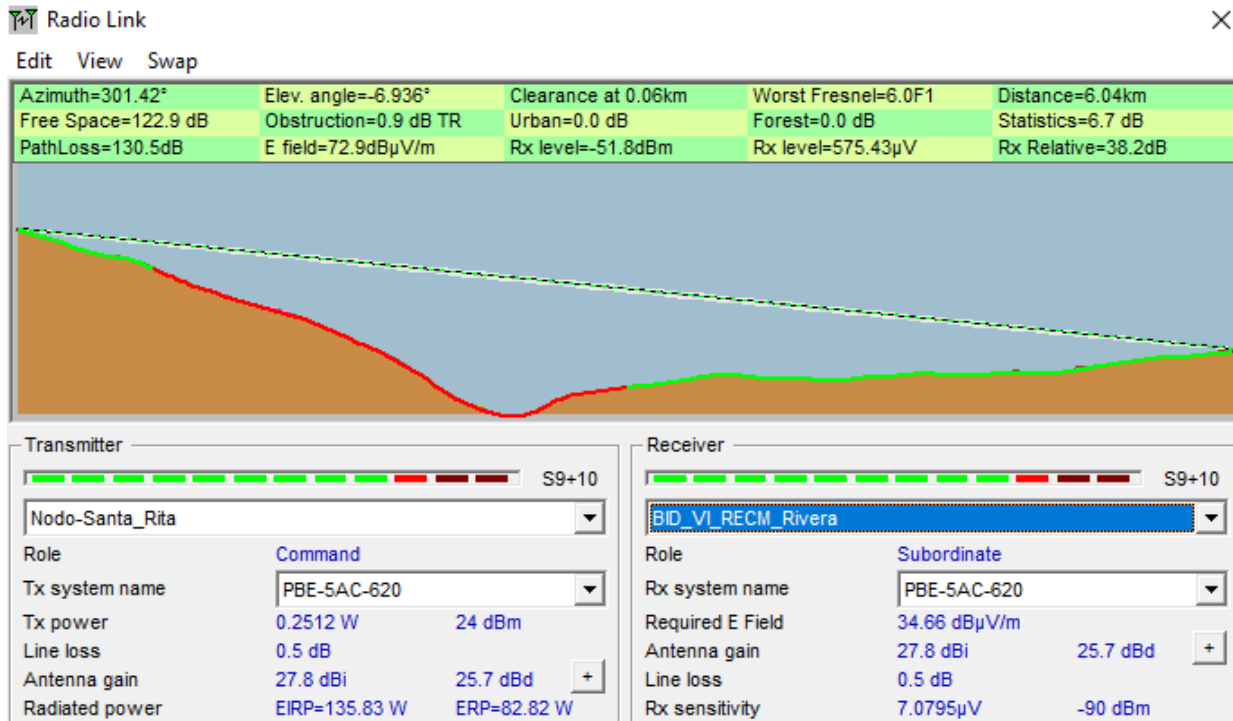 Radio Link
Edit View Swap
Azimuth=301.42° Elev. angle=-6.936° Clearance at 0.06km Worst Fresnel=6.0F1 Distance=6.04km
Free Space=122.9 dB Obstruction=0.9 dB TR Urban=0.0 dB Forest=0.0 dB Statistics=6.7 dB
PathLoss=130.5dB E field=72.9dBµV/m Rx level=-51.8dBm Rx level=575.43µV Rx Relative=38.2dB
Transmitter
S9+10
Nodo-Santa_Rita
Role Command
Tx system name PBE-5AC-620
Tx power 0.2512 W 24 dBm
Line loss 0.5 dB
Antenna gain 27.8 dBi 25.7 dBd +
Radiated power EIRP=135.83 W ERP=82.82 W
Receiver
S9+10
BID_VI_RECM_Rivera
Role Subordinate
Rx system name PBE-5AC-620
Required E Field 34.66 dBµV/m
Antenna gain 27.8 dBi 25.7 dBd +
Line loss 0.5 dB
Rx sensitivity 7.0795µV -90 dBm